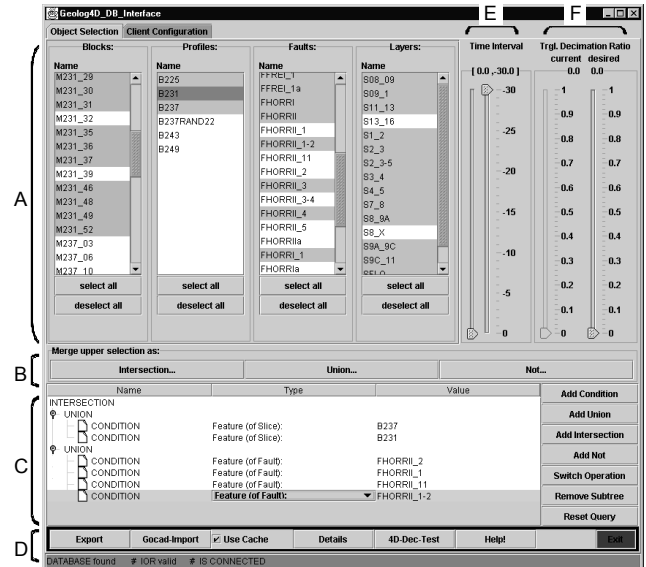 E F
Geolog4D_DB_Interface
Object Selection Client Configuration
Blocks: Profiles: Faults: Layers: Time Interval Trgl. Decimation Ratio
current desired
Name Name Name Name [ 0.0 ,-30.0 ] 0.0 0.0
M231_29
M231_30
M231_31
M231_32
M231_35
M231_36
M231_37
M231_39
M231_46
M231_48
M231_49
M231_52
M237_03
M237_06
M237_10
B225
B231
B237
B237RAND22
B243
B249
FFREI_1
FFREI_1a
FHORRI
FHORRII
FHORRII_1
FHORRII_1-2
FHORRII_11
FHORRII_2
FHORRII_3
FHORRII_3-4
FHORRII_4
FHORRII_5
FHORRIIa
FHORRI_1
FHORRIa
S08_09
S09_1
S11_13
S13_16
S1_2
S2_3
S2_3-5
S3_4
S4_5
S7_8
S8_9A
S8_X
S9A_9C
S9C_11
SFLO
-30
-25
-20
-15
-10
-5
0
1 1
0.9 0.9
0.8 0.8
0.7 0.7
0.6 0.6
0.5 0.5
0.4 0.4
0.3 0.3
0.2 0.2
0.1 0.1
0 0
select all select all select all select all
deselect all deselect all deselect all deselect all
A
Merge upper selection as:
B
Intersection... Union... Not...
Name Type Value
INTERSECTION
UNION
CONDITION Feature (of Slice): B237
CONDITION Feature (of Slice): B231
UNION
CONDITION Feature (of Fault): FHORRII_2
CONDITION Feature (of Fault): FHORRII_1
CONDITION Feature (of Fault): FHORRII_11
CONDITION Feature (of Fault): FHORRII_1-2
C
Add Condition
Add Union
Add Intersection
Add Not
Switch Operation
Remove Subtree
Reset Query
D
Export Gocad-Import Use Cache Details 4D-Dec-Test Help! Exit
DATABASE found # IOR valid # IS CONNECTED